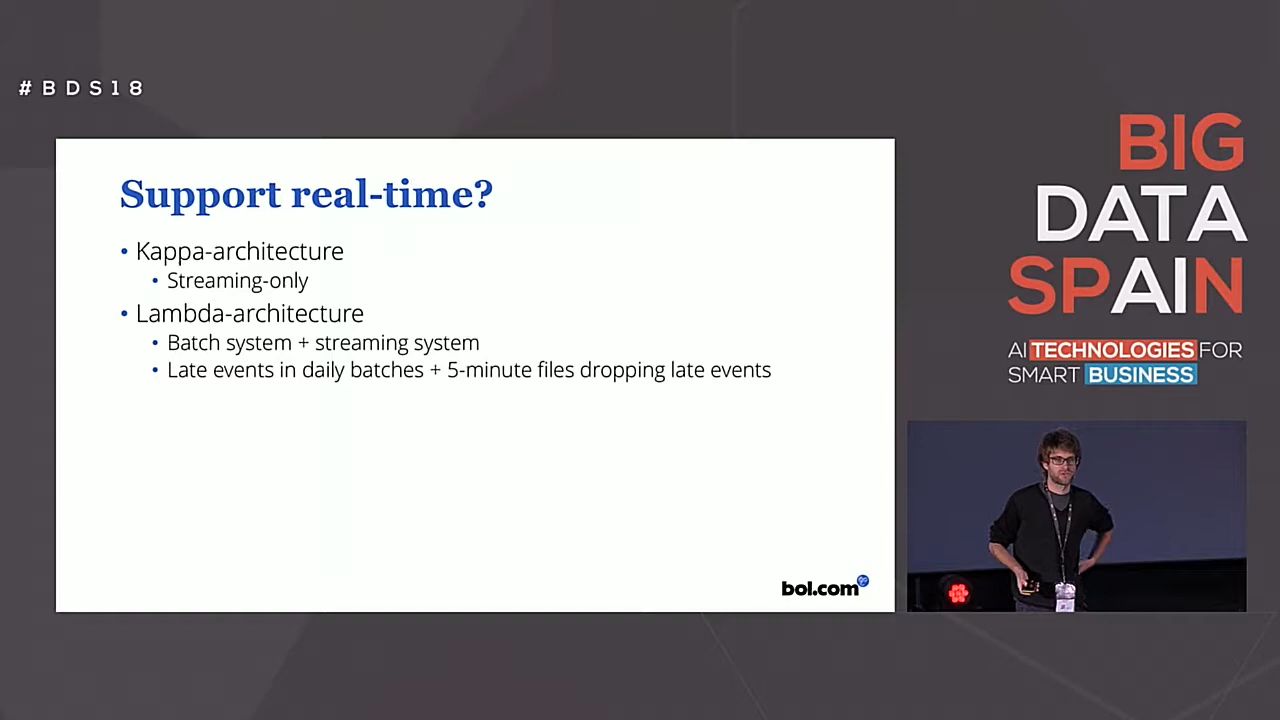 #BDS18
BIG
DATA
SPAIN
AI TECHNOLOGIES FOR
SMART BUSINESS
Support real-time?
• Kappa-architecture
• Streaming-only
• Lambda-architecture
• Batch system + streaming system
• Late events in daily batches + 5-minute files dropping late events
bol.com